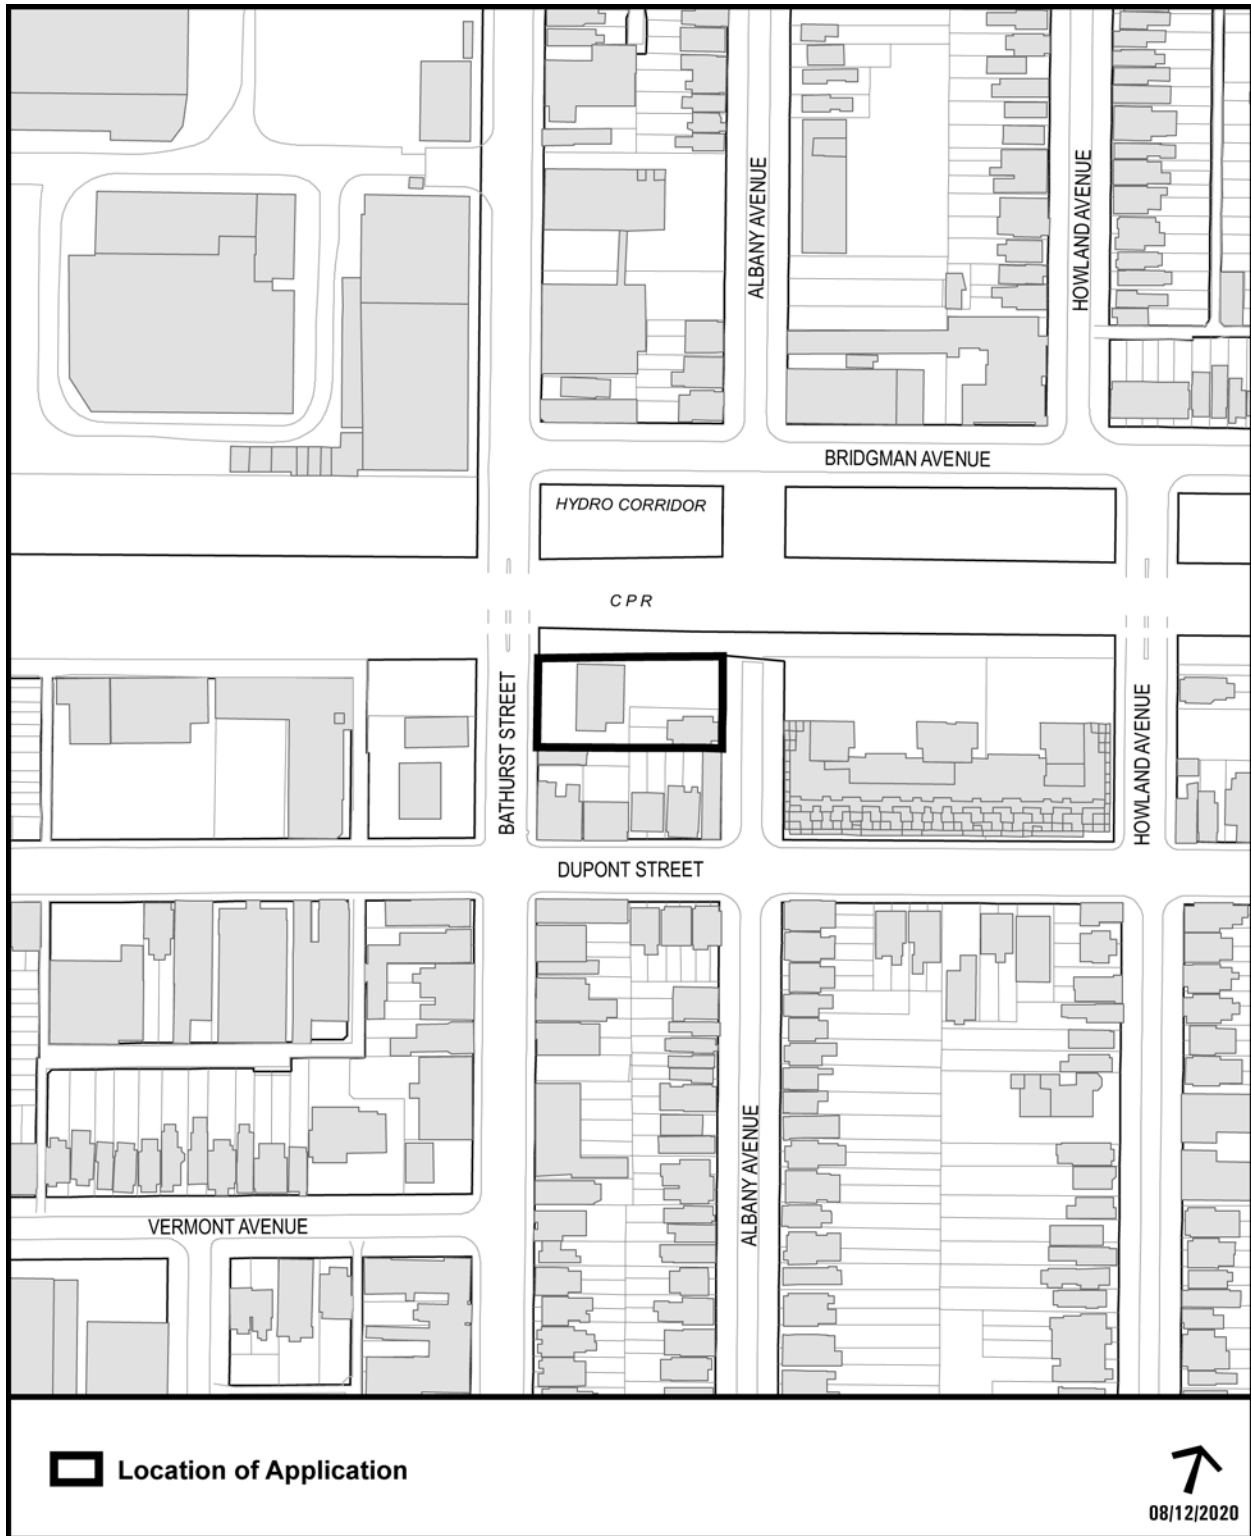 ALBANY AVENUE
HOWLAND AVENUE
BRIDGMAN AVENUE
HYDRO CORRIDOR
C P R
BATHURST STREET
HOWLAND AVENUE
DUPONT STREET
ALBANY AVENUE
VERMONT AVENUE
Location of Application
08/12/2020